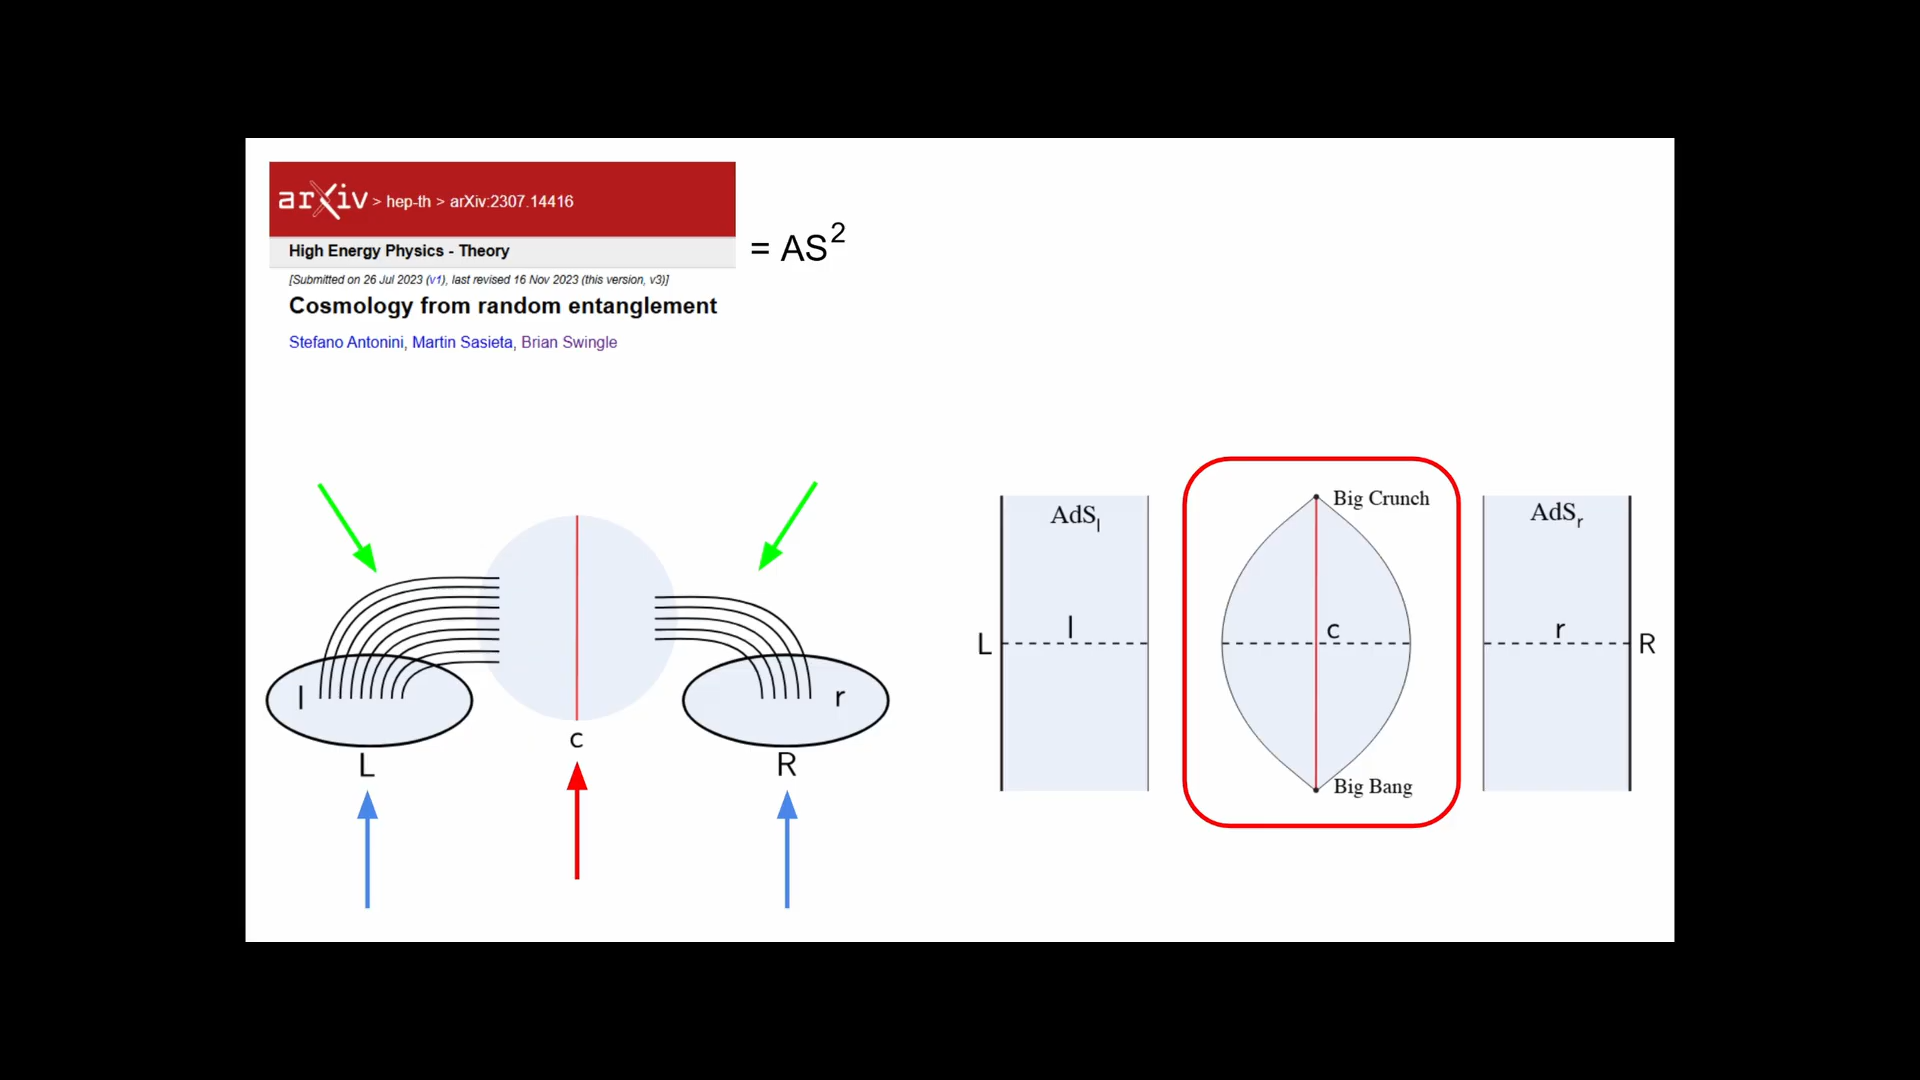 arXiv > hep-th > arXiv:2307.14416
High Energy Physics - Theory
= AS²
[Submitted on 26 Jul 2023 (v1), last revised 16 Nov 2023 (this version, v3)]
Cosmology from random entanglement
Stefano Antonini, Martin Sasieta, Brian Swingle
l
r
c
L
R
AdS_l
Big Crunch
AdS_r
L
l
c
r
R
Big Bang